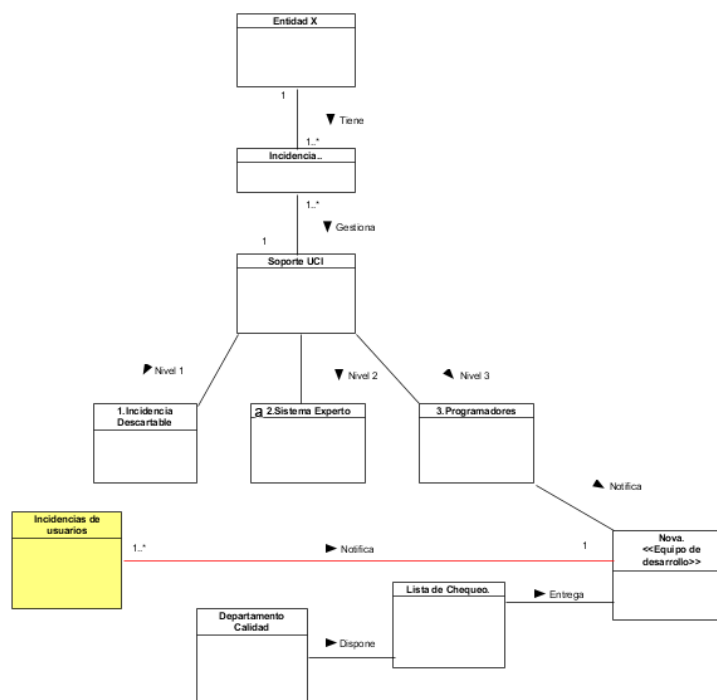 Entidad X
1
Tiene
1..*
Incidencia..
1..*
Gestiona
1
Soporte UCI
Nivel 1
Nivel 2
Nivel 3
1.Incidencia
Descartable
a 2.Sistema Experto
3.Programadores
Notifica
Incidencias de
usuarios
1..*
Notifica
1
Nova.
<<Equipo de
desarrollo>>
Lista de Chequeo.
Entrega
Departamento
Calidad
Dispone